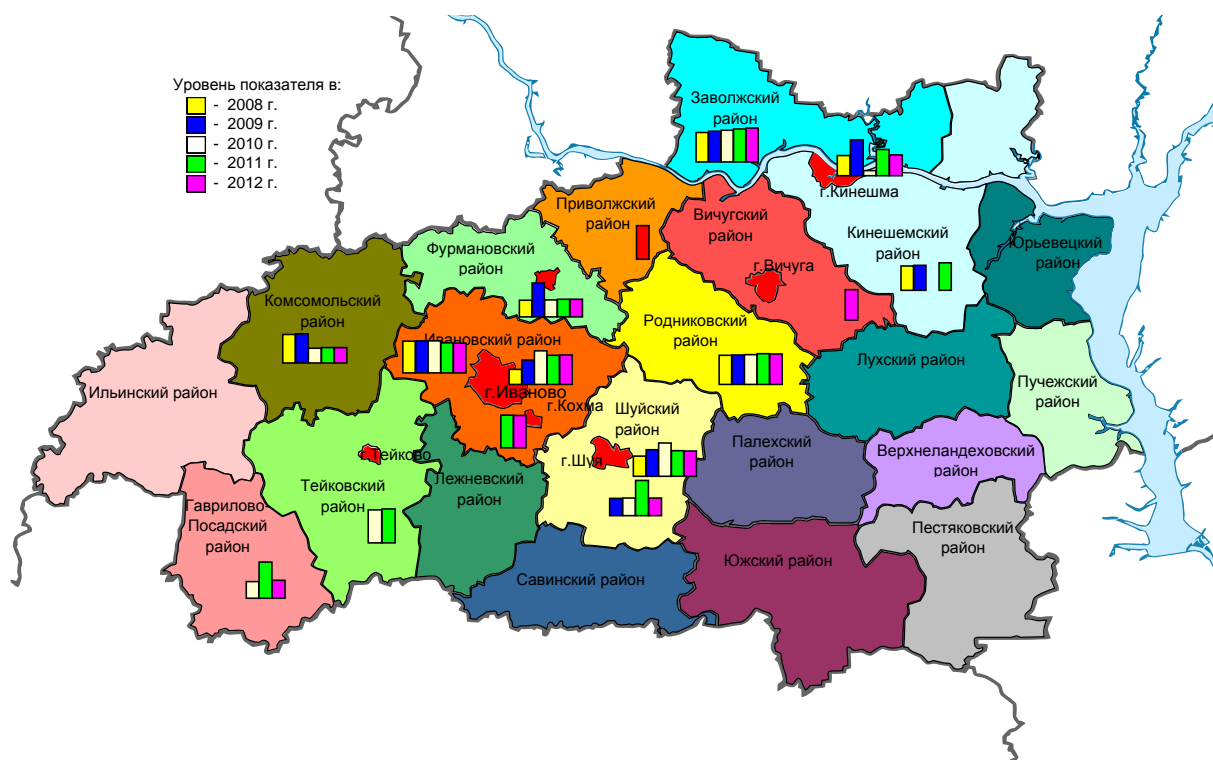 Уровень показателя в:
- 2008 г.
- 2009 г.
- 2010 г.
- 2011 г.
- 2012 г.
Заволжский
район
г.Кинешма
Приволжский
район
Вичугский
район
Кинешемский
район
Юрьевецкий
район
Фурмановский
район
г.Вичуга
Комсомольский
район
Ивановский район
Родниковский
район
Лухский район
Ильинский район
г.Иваново
Пучежский
район
г.Кохма
Шуйский
район
Палехский
район
Верхнеландеховский
район
г.Тейково
г.Шуя
Лежневский
район
Тейковский
район
Гаврилово-
Посадский
район
Пестяковский
район
Савинский район
Южский район